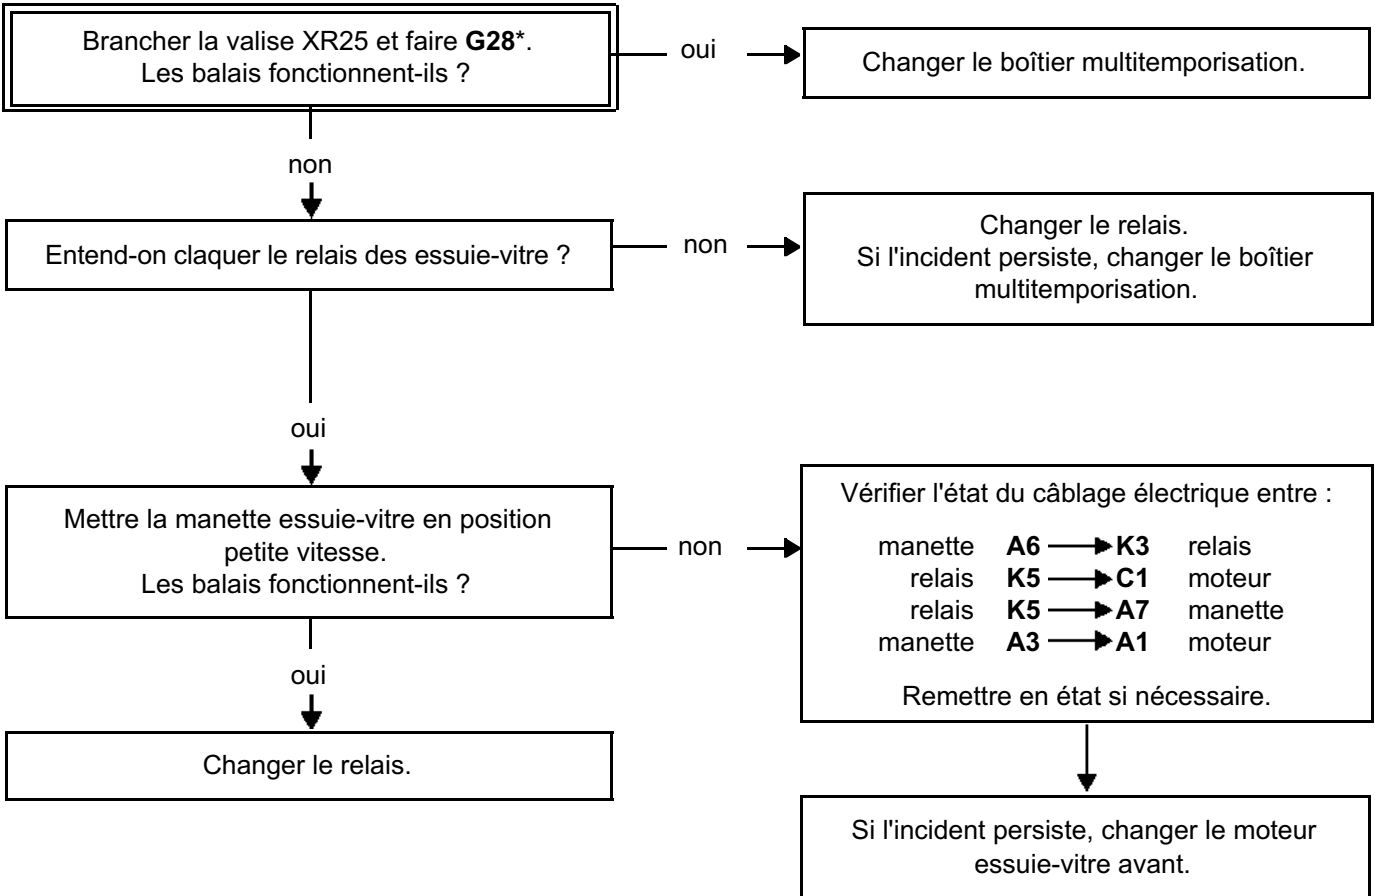 Brancher la valise XR25 et faire G28*.
Les balais fonctionnent-ils ?
oui
Changer le boîtier multitemporisation.
non
Entend-on claquer le relais des essuie-vitre ?
non
Changer le relais.
Si l'incident persiste, changer le boîtier
multitemporisation.
oui
Mettre la manette essuie-vitre en position
petite vitesse.
Les balais fonctionnent-ils ?
non
Vérifier l'état du câblage électrique entre :
manette A6 K3 relais
relais K5 C1 moteur
relais K5 A7 manette
manette A3 A1 moteur
Remettre en état si nécessaire.
oui
Changer le relais.
Si l'incident persiste, changer le moteur
essuie-vitre avant.